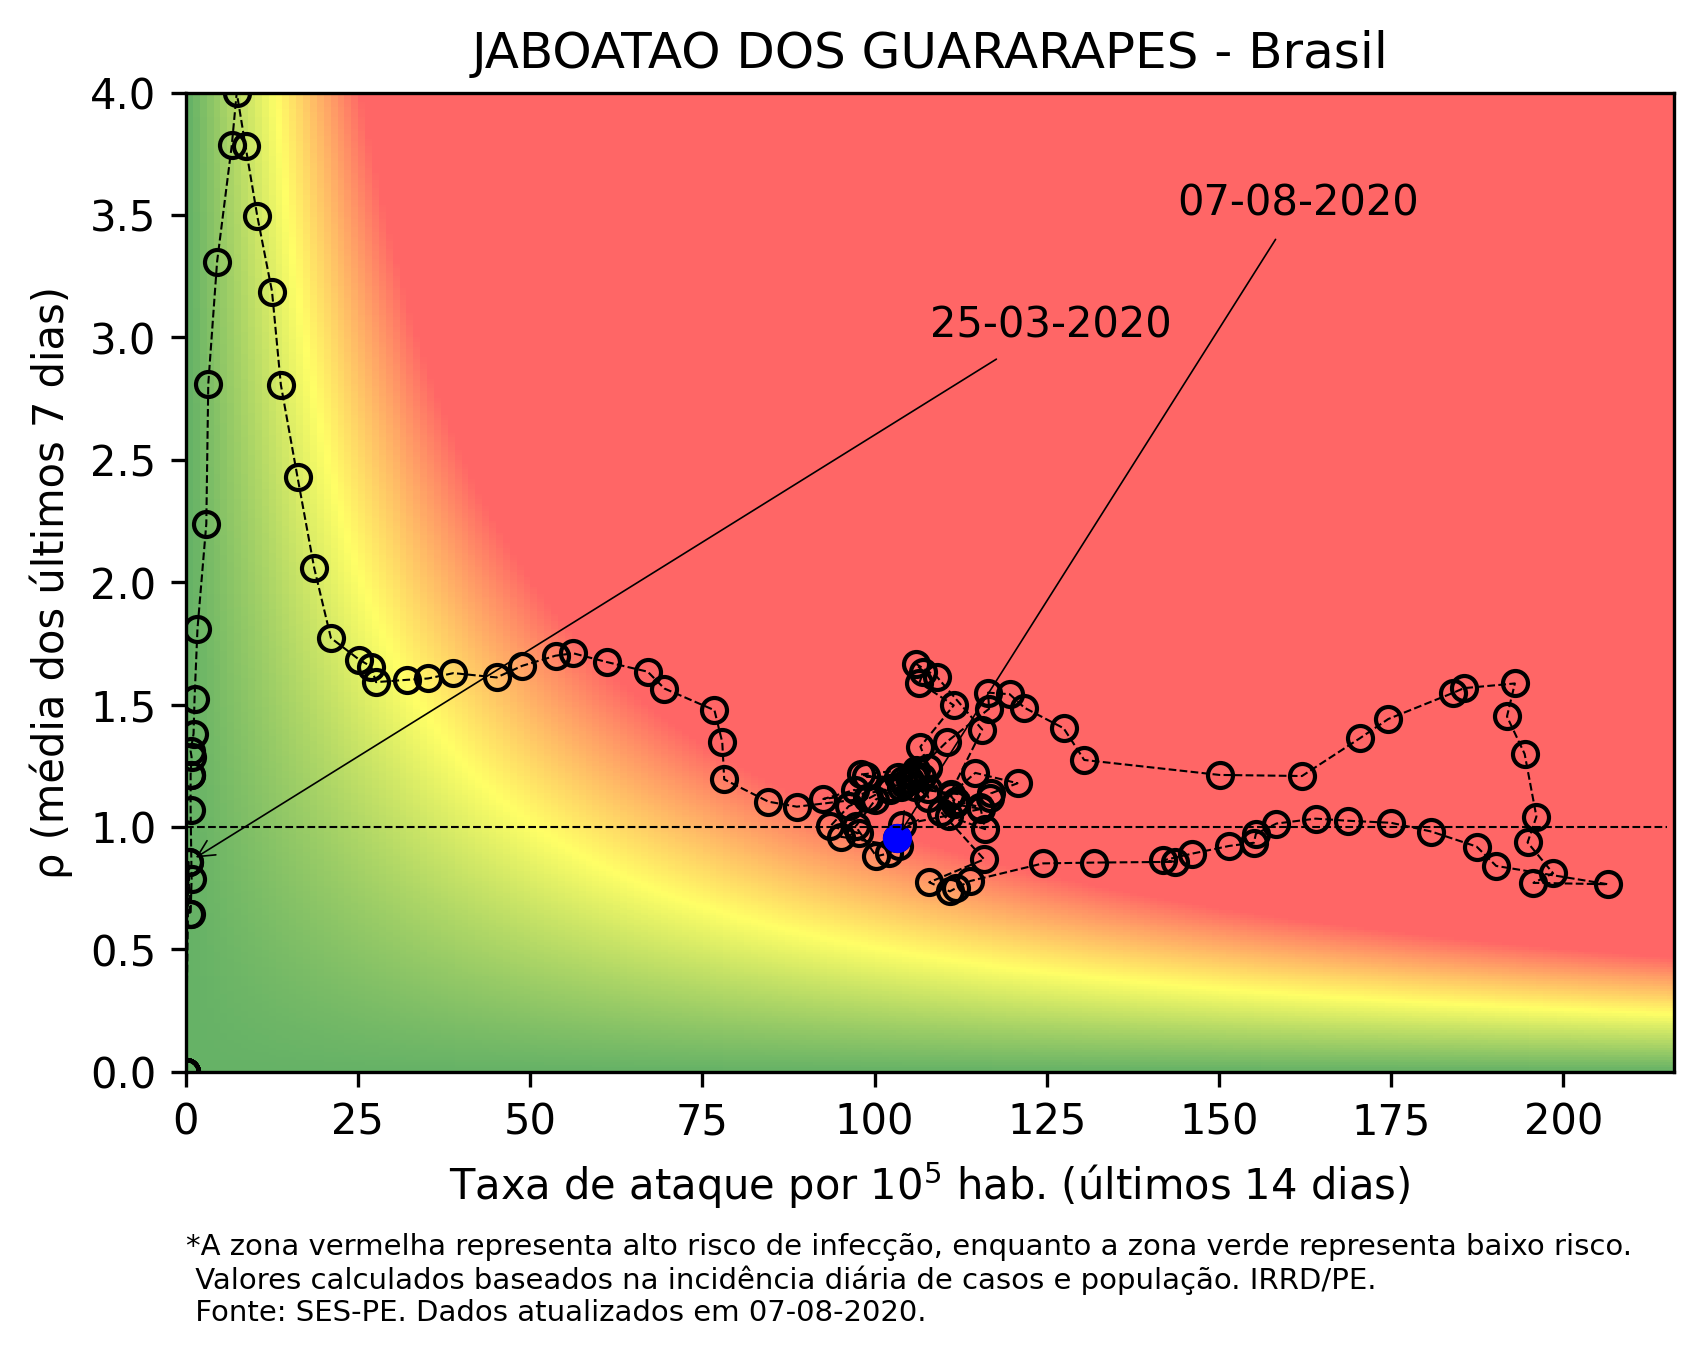 JABOATAO DOS GUARARAPES - Brasil
4.0
3.5
3.0
2.5
2.0
1.5
1.0
0.5
0.0
ρ (média dos últimos 7 dias)
07-08-2020
25-03-2020
0 25 50 75 100 125 150 175 200
Taxa de ataque por 10⁵ hab. (últimos 14 dias)
*A zona vermelha representa alto risco de infecção, enquanto a zona verde representa baixo risco.
Valores calculados baseados na incidência diária de casos e população. IRRD/PE.
Fonte: SES-PE. Dados atualizados em 07-08-2020.